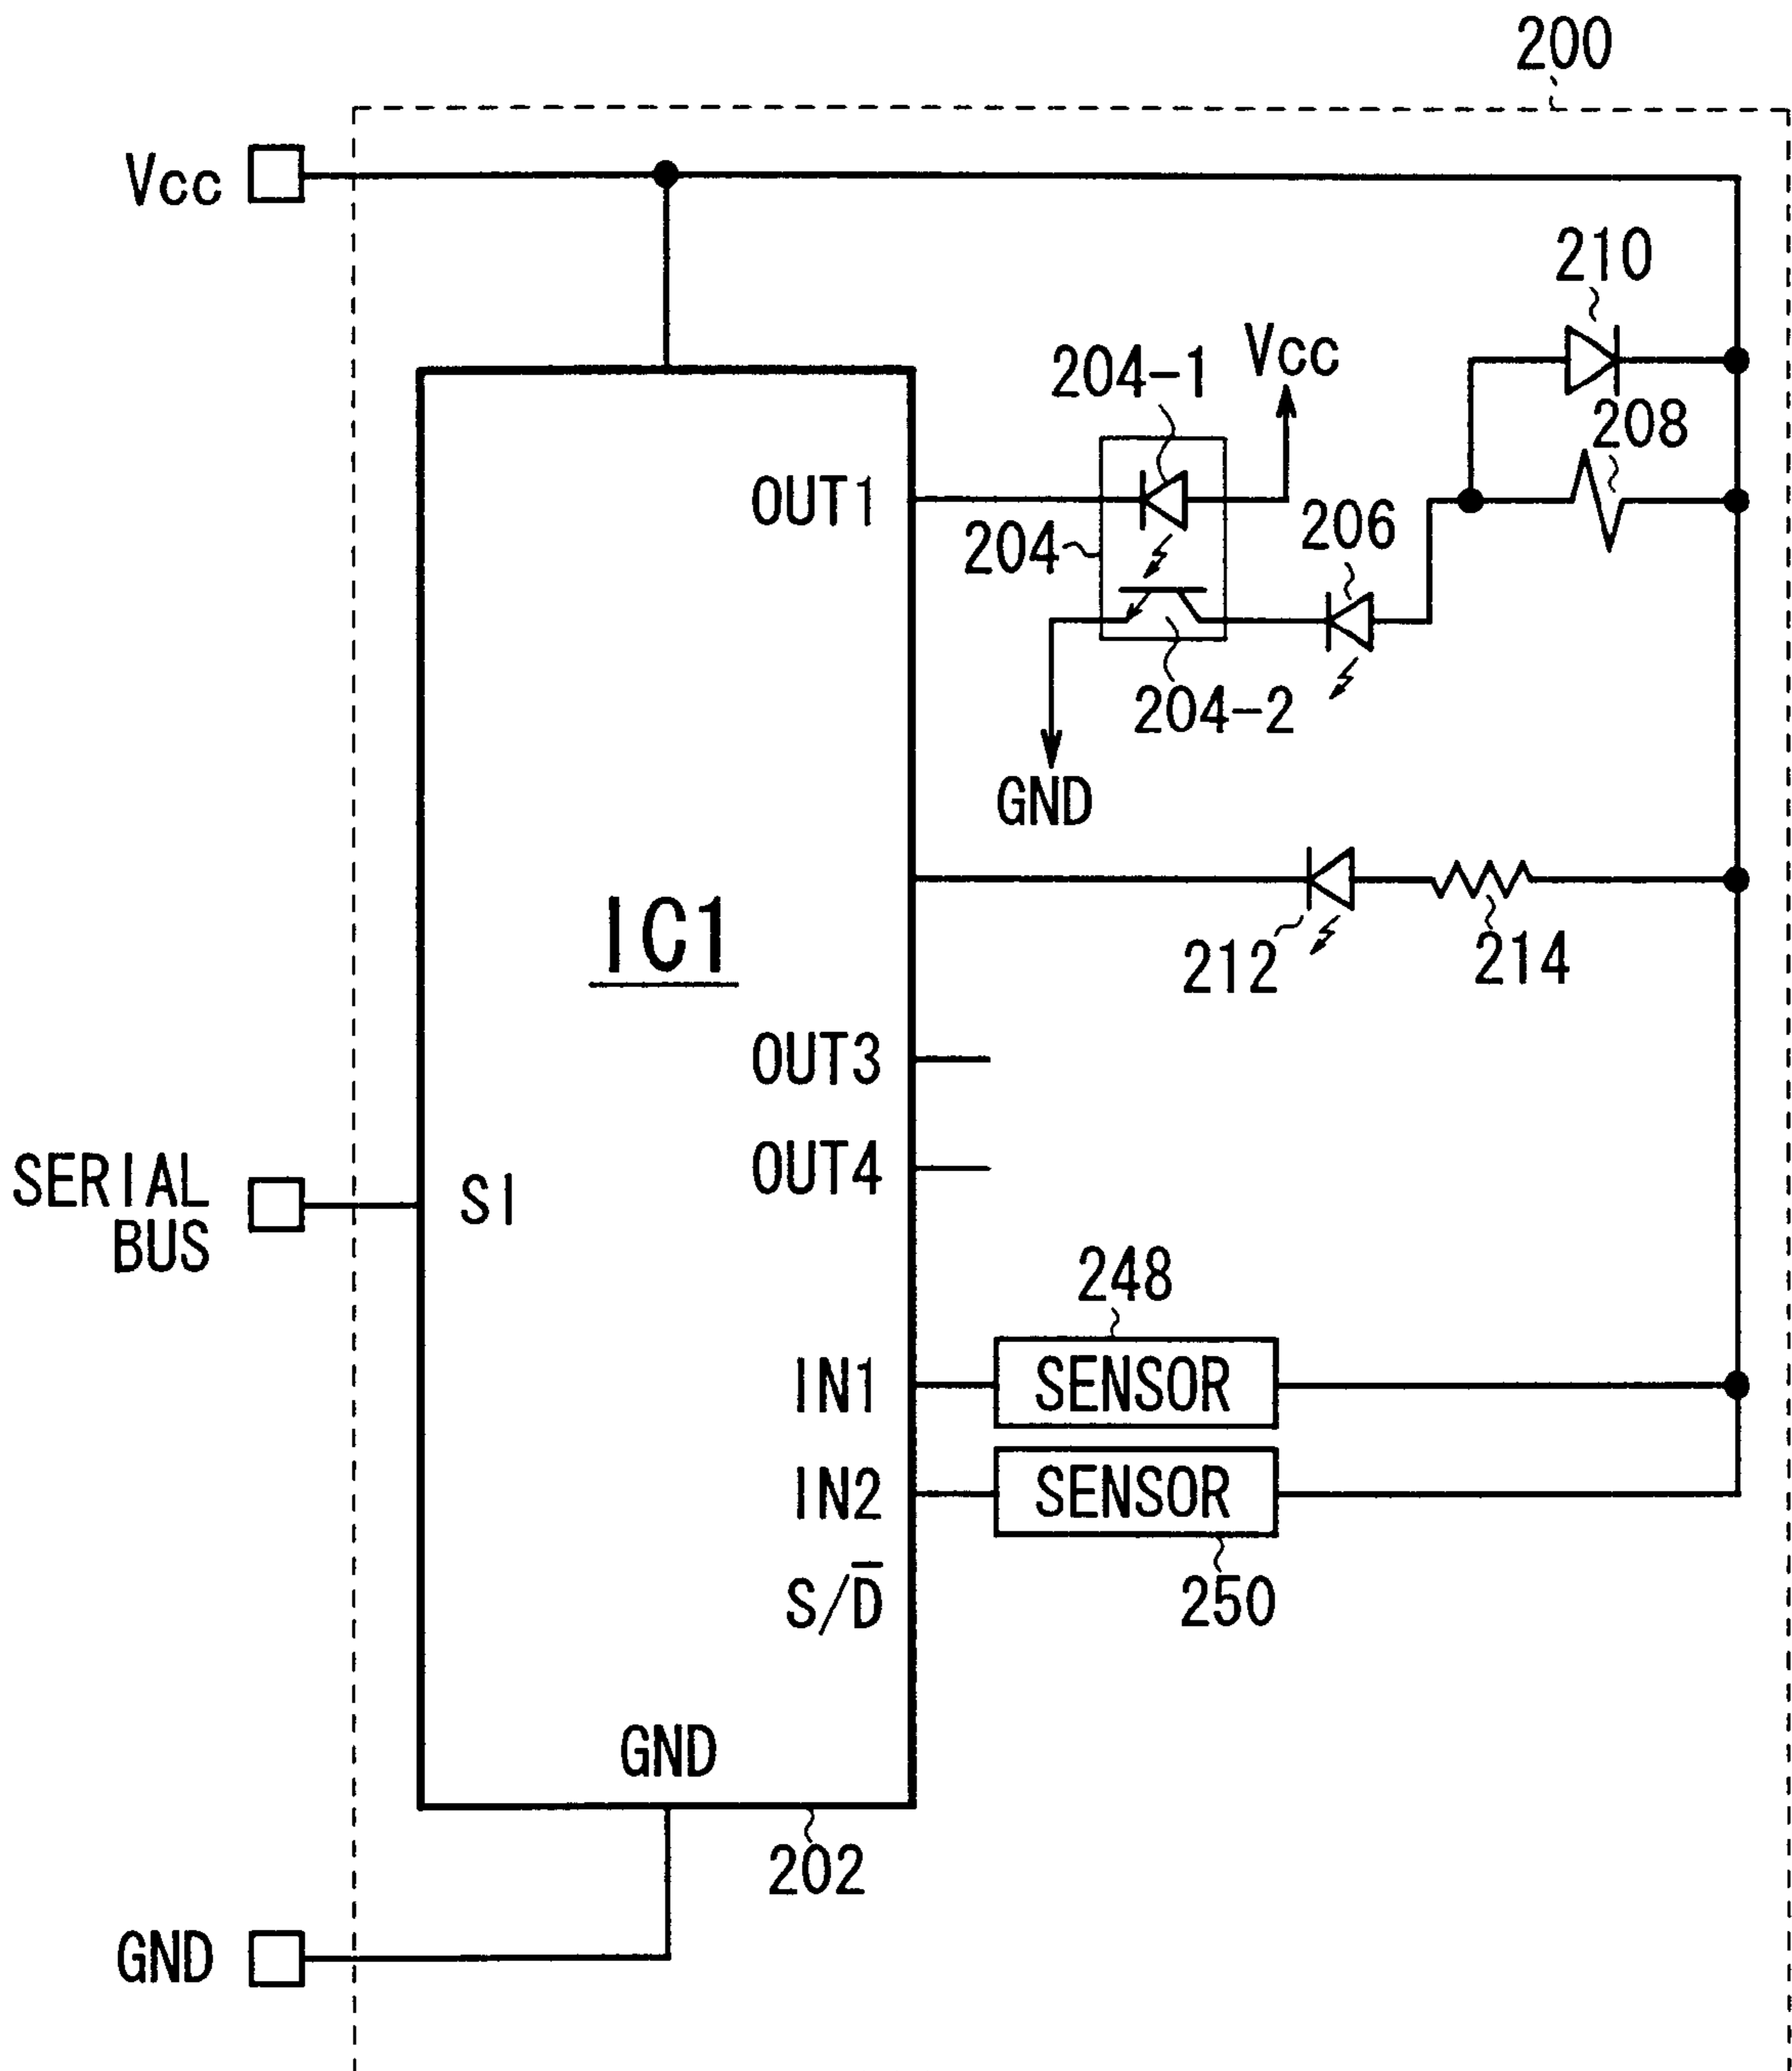 200
Vcc
210
Vcc
204-1
208
OUT1
206
204
204-2
GND
IC1
212
214
OUT3
OUT4
SERIAL
BUS
SI
248
IN1
SENSOR
IN2
SENSOR
S/D̅
250
GND
202
GND